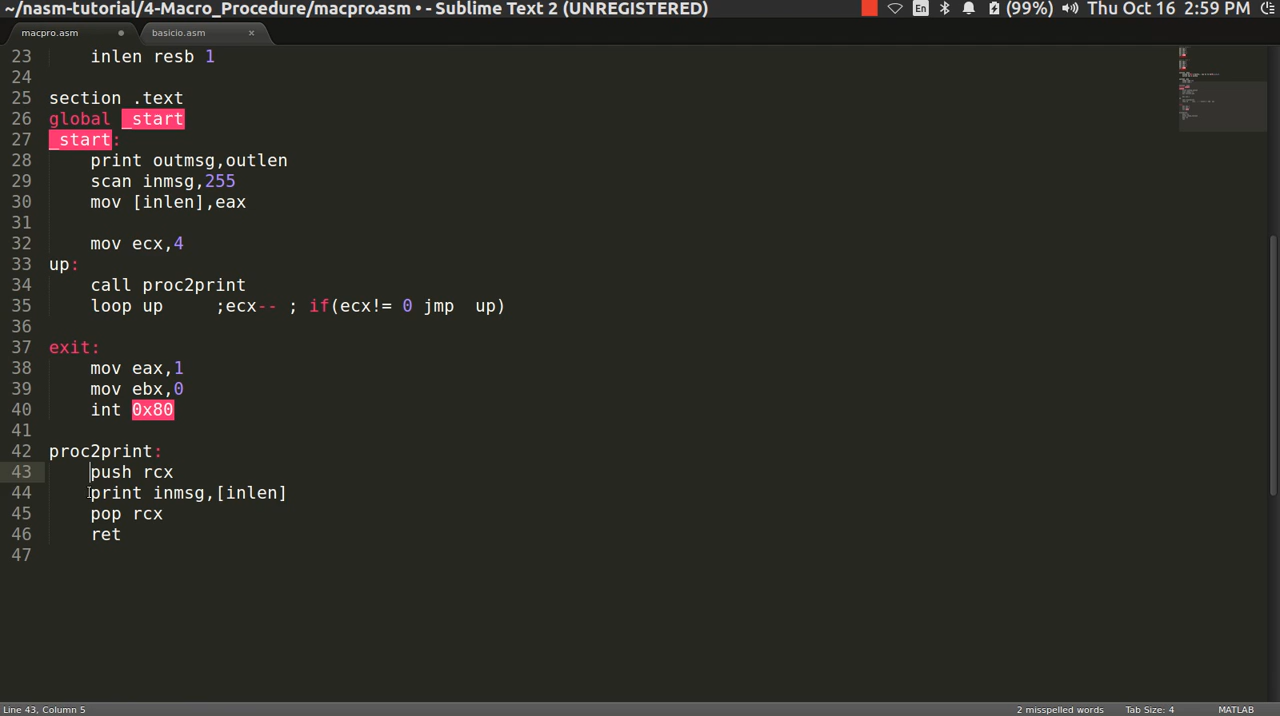 ~/nasm-tutorial/4-Macro_Procedure/macpro.asm • - Sublime Text 2 (UNREGISTERED) En (99%) Thu Oct 16 2:59 PM
macpro.asm basicio.asm ×
23 inlen resb 1
24
25 section .text
26 global _start
27 _start:
28 print outmsg,outlen
29 scan inmsg,255
30 mov [inlen],eax
31
32 mov ecx,4
33 up:
34 call proc2print
35 loop up ;ecx-- ; if(ecx!= 0 jmp up)
36
37 exit:
38 mov eax,1
39 mov ebx,0
40 int 0x80
41
42 proc2print:
43 push rcx
44 print inmsg,[inlen]
45 pop rcx
46 ret
47
Line 43, Column 5 2 misspelled words Tab Size: 4 MATLAB